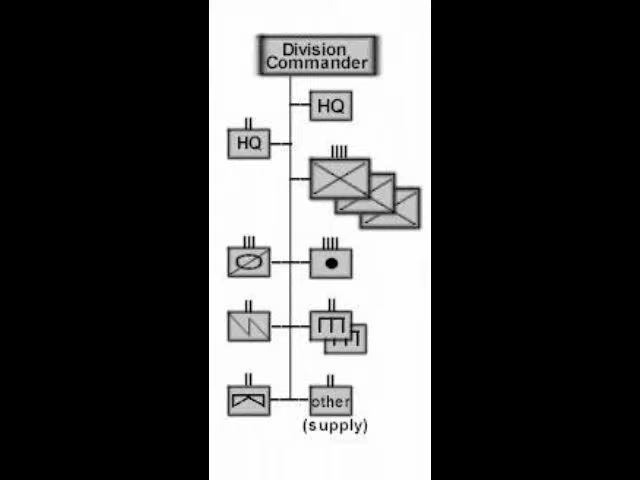 Division
Commander
HQ
HQ
other
(supply)